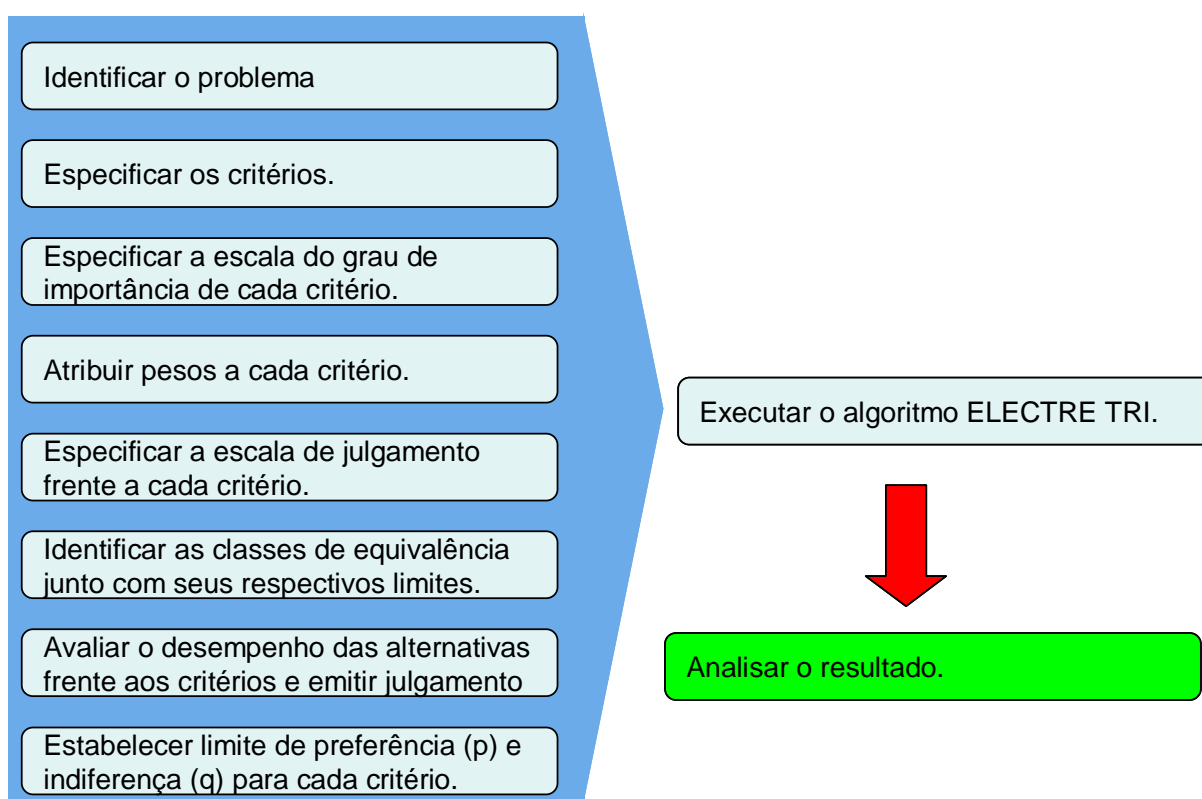 Identificar o problema
Especificar os critérios.
Especificar a escala do grau de
importância de cada critério.
Atribuir pesos a cada critério.
Especificar a escala de julgamento
frente a cada critério.
Identificar as classes de equivalência
junto com seus respectivos limites.
Avaliar o desempenho das alternativas
frente aos critérios e emitir julgamento
Estabelecer limite de preferência (p) e
indiferença (q) para cada critério.
Executar o algoritmo ELECTRE TRI.
Analisar o resultado.